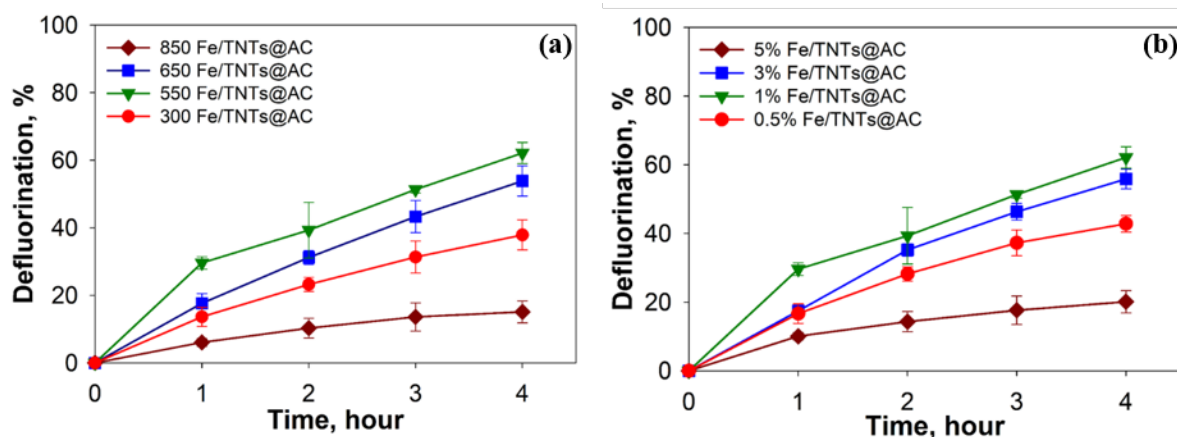 (a)
850 Fe/TNTs@AC
650 Fe/TNTs@AC
550 Fe/TNTs@AC
300 Fe/TNTs@AC
Defluorination, %
100
80
60
40
20
0
0 1 2 3 4
Time, hour
(b)
5% Fe/TNTs@AC
3% Fe/TNTs@AC
1% Fe/TNTs@AC
0.5% Fe/TNTs@AC
Defluorination, %
100
80
60
40
20
0
0 1 2 3 4
Time, hour